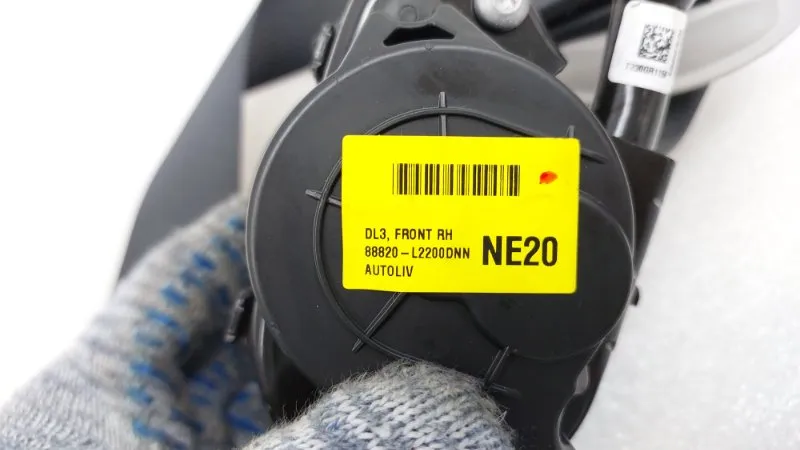 DL3, FRONT RH
88820-L2200DNN
AUTOLIV
NE20